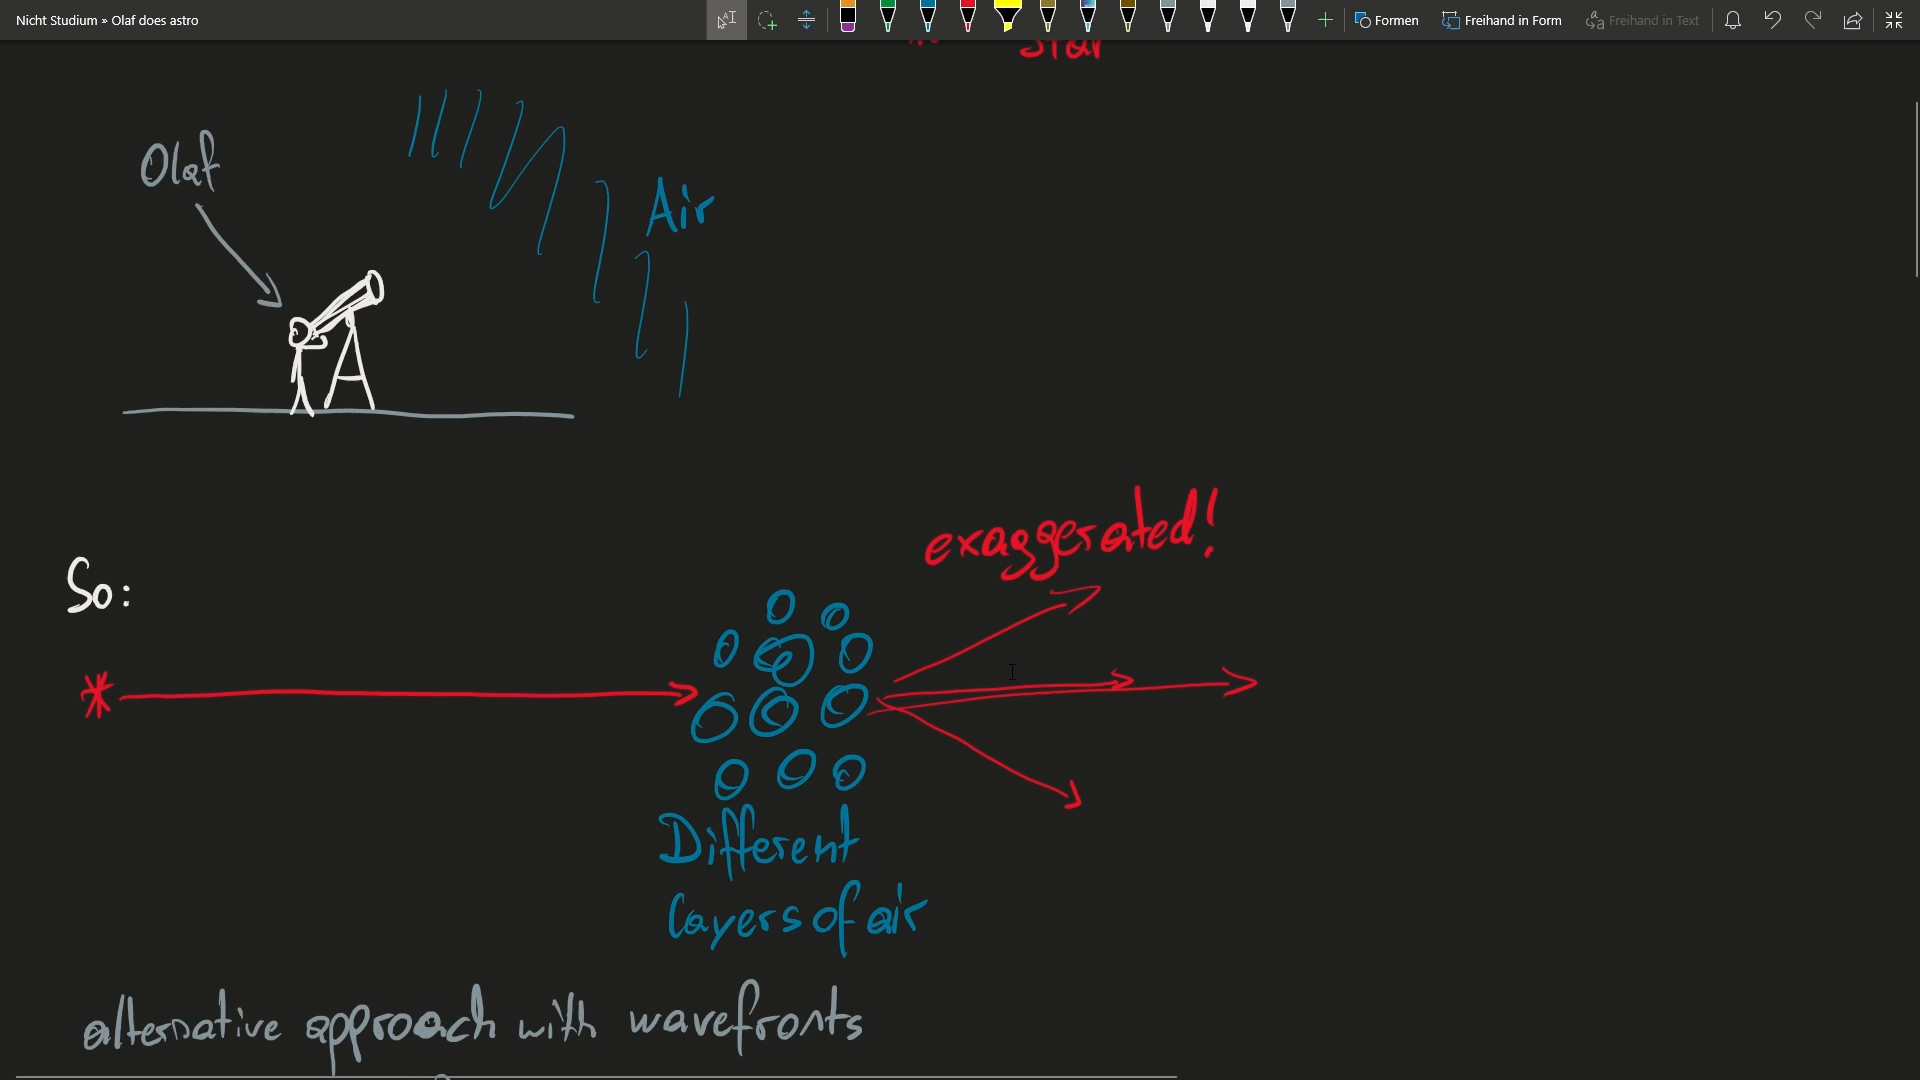 Nicht Studium » Olaf does astro
Formen
Freihand in Form
Freihand in Text
star
Olaf
Air
exaggerated!
So:
Different
Layers of air
alternative approach with wavefronts